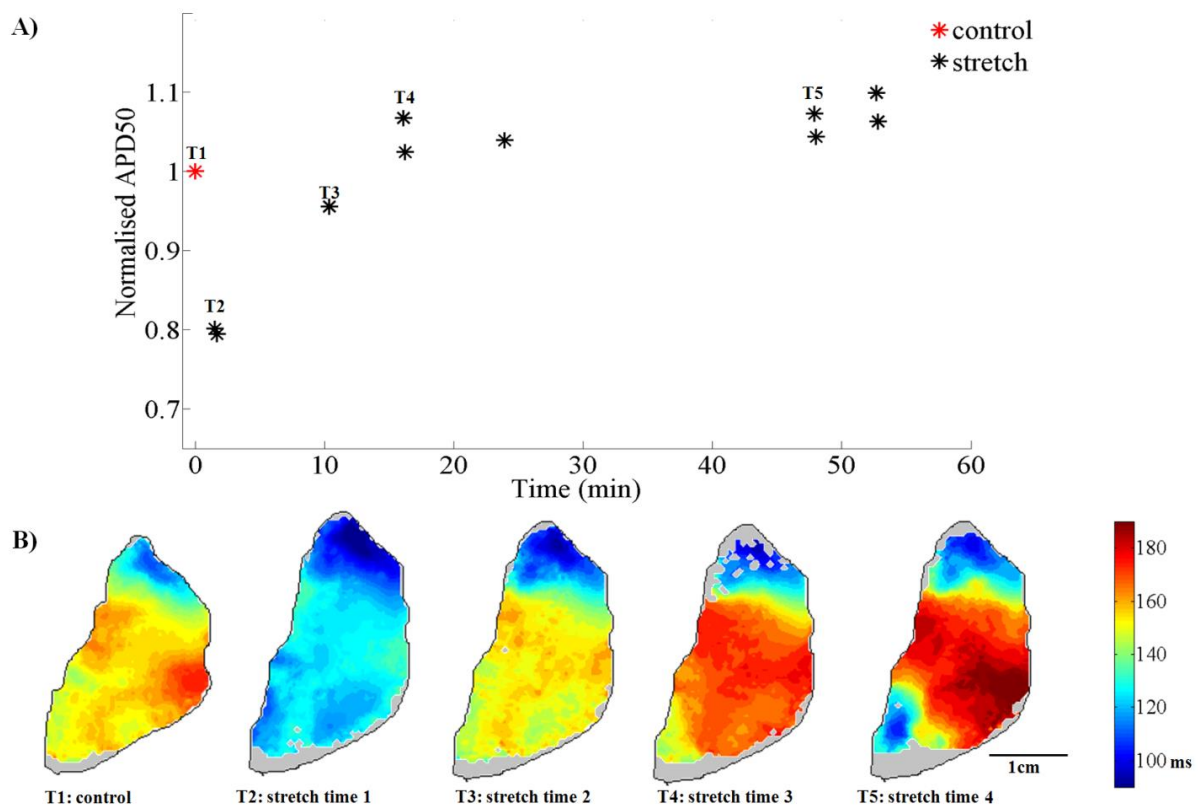 A)
control
stretch
Normalised APD50
1.1
1
0.9
0.8
0.7
T1
T2
T3
T4
T5
0 10 20 30 40 50 60
Time (min)
B)
180
160
140
120
100 ms
1cm
T1: control
T2: stretch time 1
T3: stretch time 2
T4: stretch time 3
T5: stretch time 4